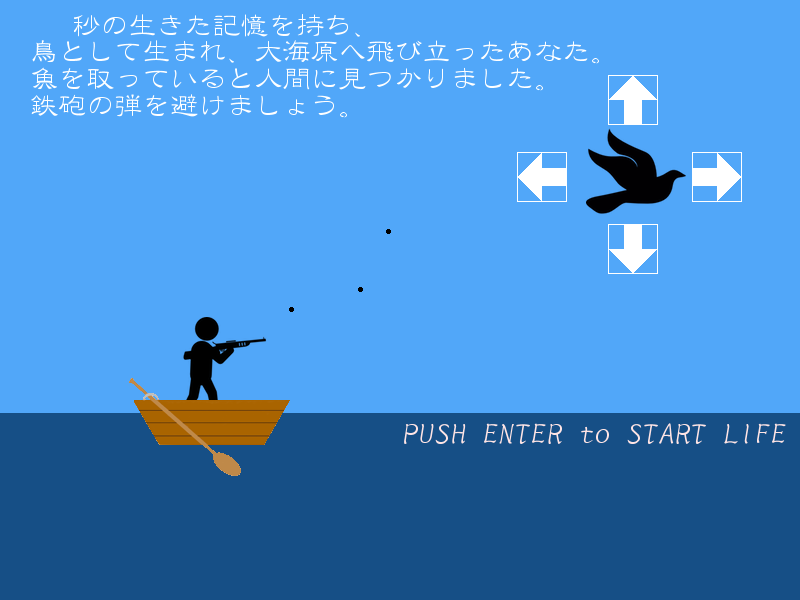 秒の生きた記憶を持ち、
鳥として生まれ、大海原へ飛び立ったあなた。
魚を取っていると人間に見つかりました。
鉄砲の弾を避けましょう。
PUSH ENTER to START LIFE